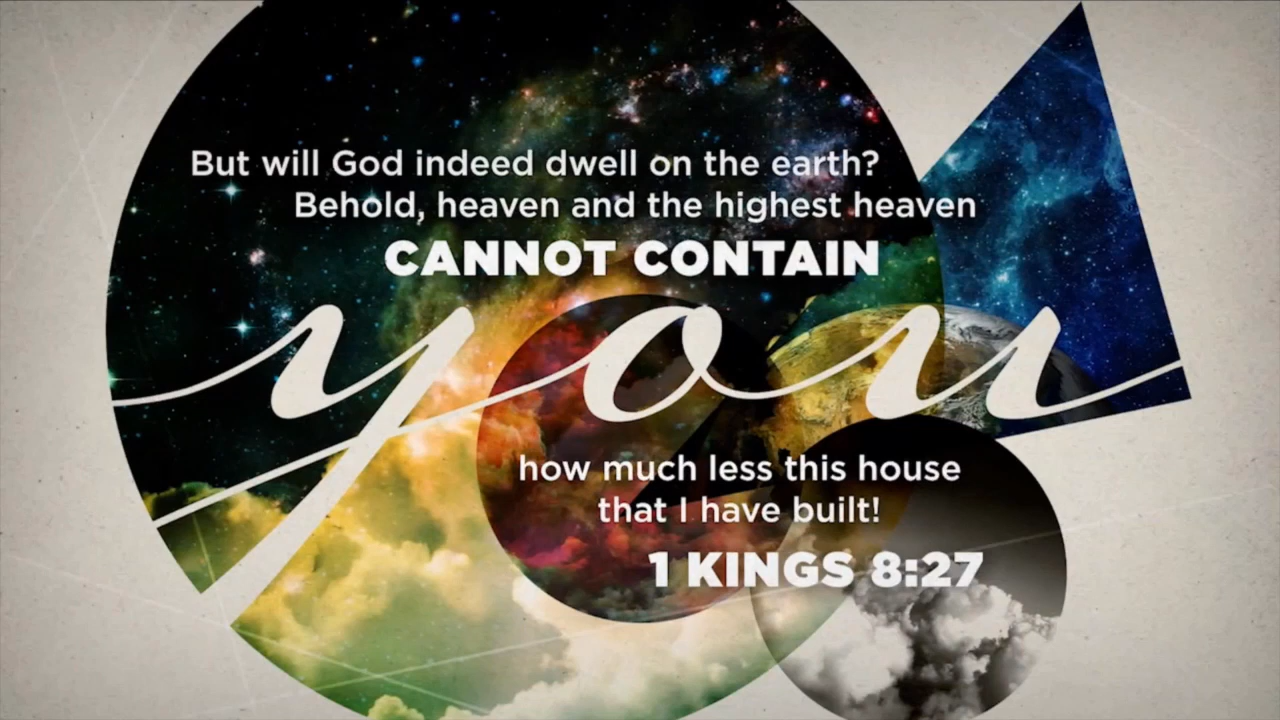 But will God indeed dwell on the earth?
Behold, heaven and the highest heaven
CANNOT CONTAIN
you
how much less this house
that I have built!
1 KINGS 8:27